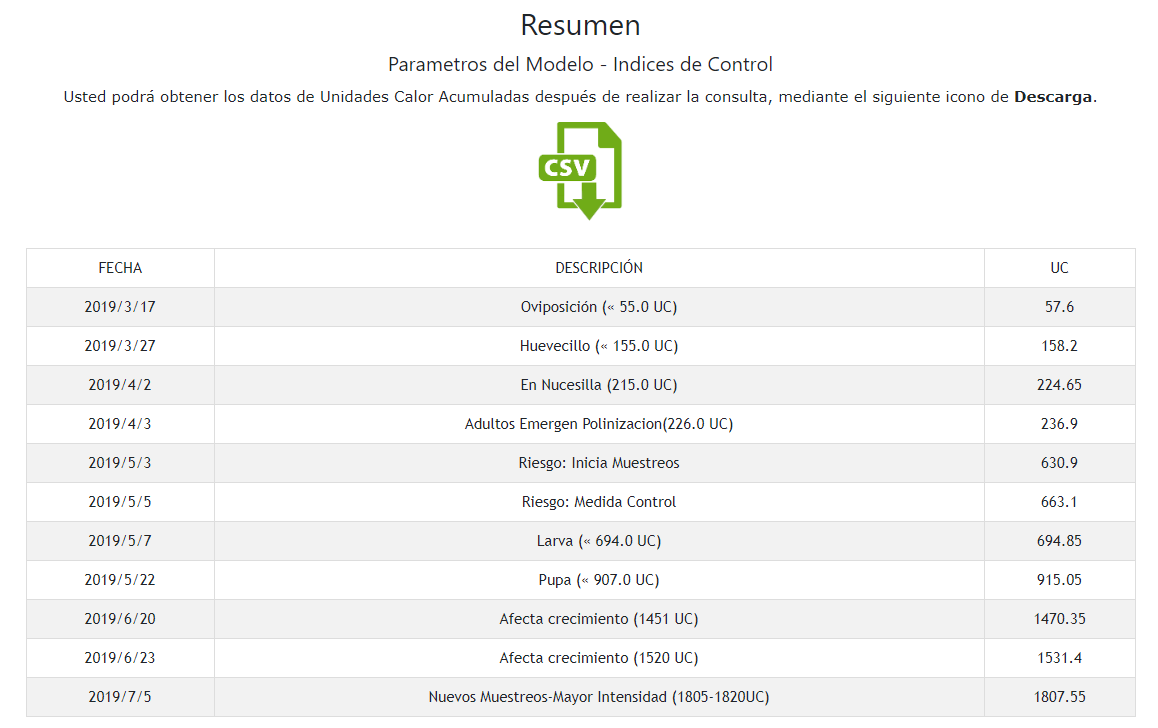 Resumen
Parametros del Modelo - Indices de Control
Usted podrá obtener los datos de Unidades Calor Acumuladas después de realizar la consulta, mediante el siguiente icono de Descarga.
CSV
FECHA DESCRIPCIÓN UC
2019/3/17 Oviposición (« 55.0 UC) 57.6
2019/3/27 Huevecillo (« 155.0 UC) 158.2
2019/4/2 En Nucesilla (215.0 UC) 224.65
2019/4/3 Adultos Emergen Polinizacion(226.0 UC) 236.9
2019/5/3 Riesgo: Inicia Muestreos 630.9
2019/5/5 Riesgo: Medida Control 663.1
2019/5/7 Larva (« 694.0 UC) 694.85
2019/5/22 Pupa (« 907.0 UC) 915.05
2019/6/20 Afecta crecimiento (1451 UC) 1470.35
2019/6/23 Afecta crecimiento (1520 UC) 1531.4
2019/7/5 Nuevos Muestreos-Mayor Intensidad (1805-1820UC) 1807.55